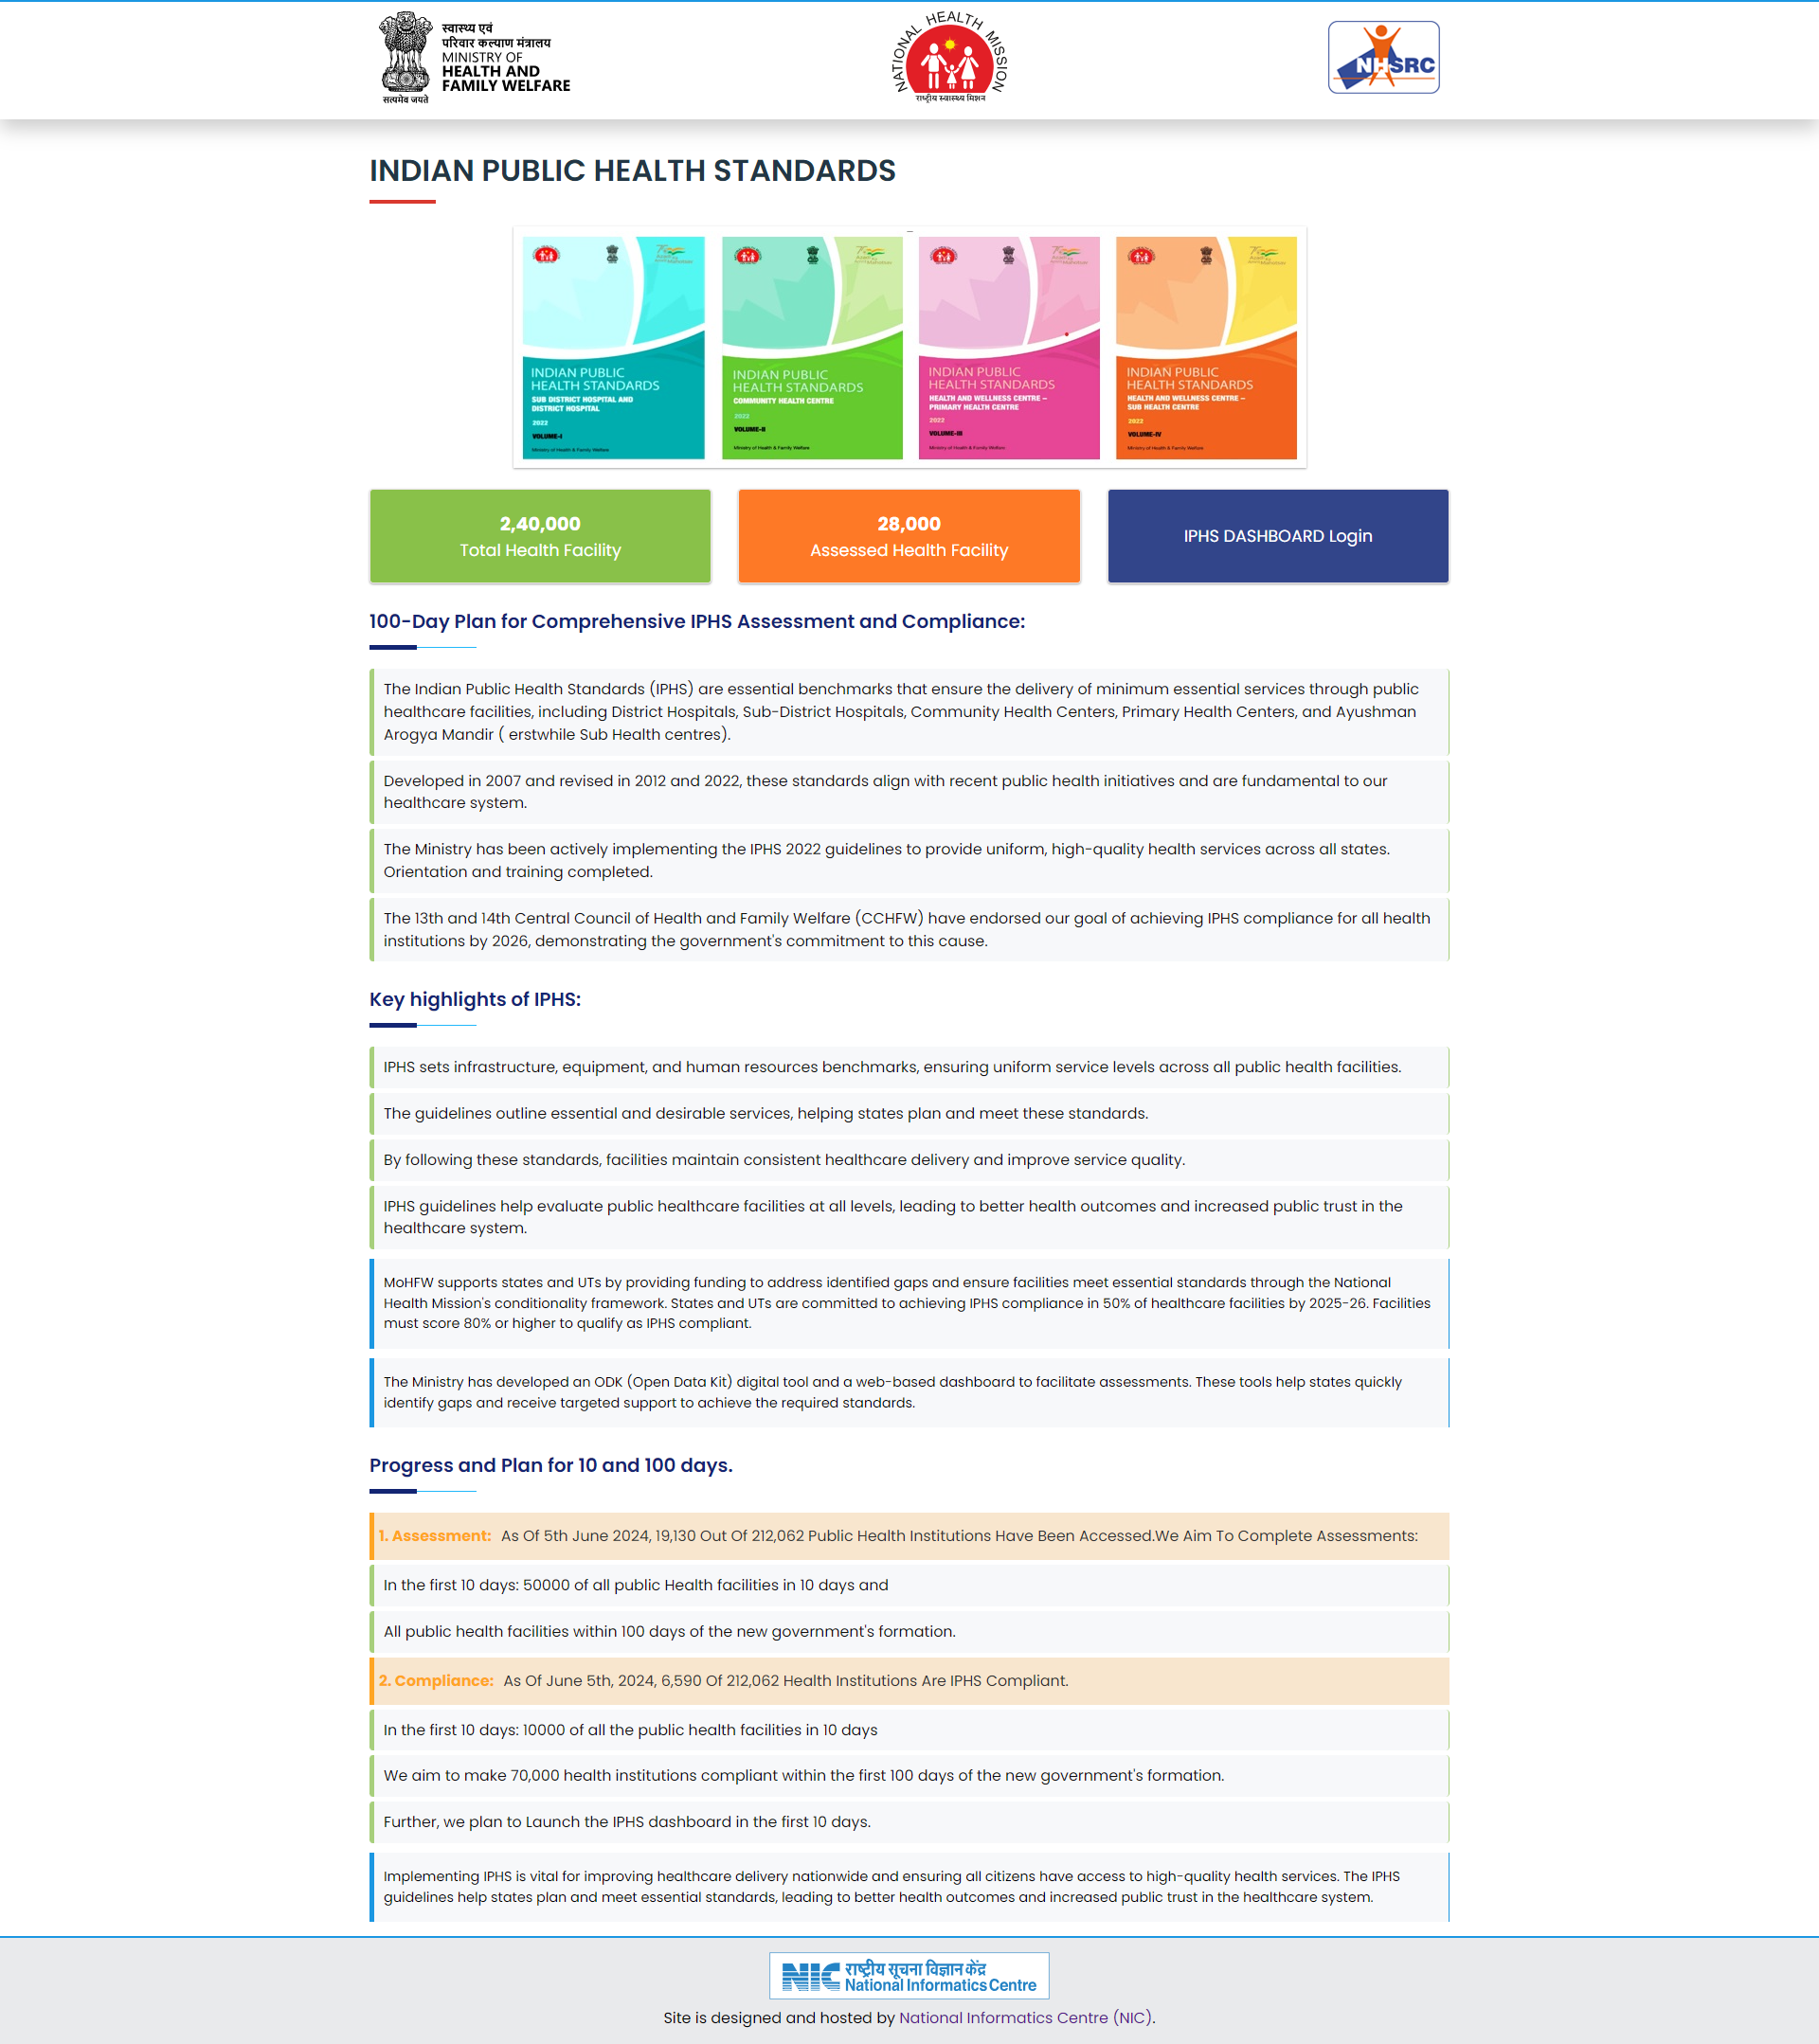 स्वास्थ्य एवं
परिवार कल्याण मंत्रालय
MINISTRY OF
HEALTH AND
FAMILY WELFARE
सत्यमेव जयते
NATIONAL HEALTH MISSION
राष्ट्रीय स्वास्थ्य मिशन
NHSRC
INDIAN PUBLIC HEALTH STANDARDS
INDIAN PUBLIC
HEALTH STANDARDS
SUB DISTRICT HOSPITAL AND
DISTRICT HOSPITAL
2022
VOLUME-I
Ministry of Health & Family Welfare
INDIAN PUBLIC
HEALTH STANDARDS
COMMUNITY HEALTH CENTRE
2022
VOLUME-II
Ministry of Health & Family Welfare
INDIAN PUBLIC
HEALTH STANDARDS
HEALTH AND WELLNESS CENTRE –
PRIMARY HEALTH CENTRE
2022
VOLUME-III
Ministry of Health & Family Welfare
INDIAN PUBLIC
HEALTH STANDARDS
HEALTH AND WELLNESS CENTRE –
SUB HEALTH CENTRE
2022
VOLUME-IV
Ministry of Health & Family Welfare
2,40,000
Total Health Facility
28,000
Assessed Health Facility
IPHS DASHBOARD Login
100-Day Plan for Comprehensive IPHS Assessment and Compliance:
The Indian Public Health Standards (IPHS) are essential benchmarks that ensure the delivery of minimum essential services through public
healthcare facilities, including District Hospitals, Sub-District Hospitals, Community Health Centers, Primary Health Centers, and Ayushman
Arogya Mandir ( erstwhile Sub Health centres).
Developed in 2007 and revised in 2012 and 2022, these standards align with recent public health initiatives and are fundamental to our
healthcare system.
The Ministry has been actively implementing the IPHS 2022 guidelines to provide uniform, high-quality health services across all states.
Orientation and training completed.
The 13th and 14th Central Council of Health and Family Welfare (CCHFW) have endorsed our goal of achieving IPHS compliance for all health
institutions by 2026, demonstrating the government's commitment to this cause.
Key highlights of IPHS:
IPHS sets infrastructure, equipment, and human resources benchmarks, ensuring uniform service levels across all public health facilities.
The guidelines outline essential and desirable services, helping states plan and meet these standards.
By following these standards, facilities maintain consistent healthcare delivery and improve service quality.
IPHS guidelines help evaluate public healthcare facilities at all levels, leading to better health outcomes and increased public trust in the
healthcare system.
MoHFW supports states and UTs by providing funding to address identified gaps and ensure facilities meet essential standards through the National
Health Mission's conditionality framework. States and UTs are committed to achieving IPHS compliance in 50% of healthcare facilities by 2025-26. Facilities
must score 80% or higher to qualify as IPHS compliant.
The Ministry has developed an ODK (Open Data Kit) digital tool and a web-based dashboard to facilitate assessments. These tools help states quickly
identify gaps and receive targeted support to achieve the required standards.
Progress and Plan for 10 and 100 days.
1. Assessment: As Of 5th June 2024, 19,130 Out Of 212,062 Public Health Institutions Have Been Accessed.We Aim To Complete Assessments:
In the first 10 days: 50000 of all public Health facilities in 10 days and
All public health facilities within 100 days of the new government's formation.
2. Compliance: As Of June 5th, 2024, 6,590 Of 212,062 Health Institutions Are IPHS Compliant.
In the first 10 days: 10000 of all the public health facilities in 10 days
We aim to make 70,000 health institutions compliant within the first 100 days of the new government's formation.
Further, we plan to Launch the IPHS dashboard in the first 10 days.
Implementing IPHS is vital for improving healthcare delivery nationwide and ensuring all citizens have access to high-quality health services. The IPHS
guidelines help states plan and meet essential standards, leading to better health outcomes and increased public trust in the healthcare system.
NIC राष्ट्रीय सूचना विज्ञान केंद्र
National Informatics Centre
Site is designed and hosted by National Informatics Centre (NIC).